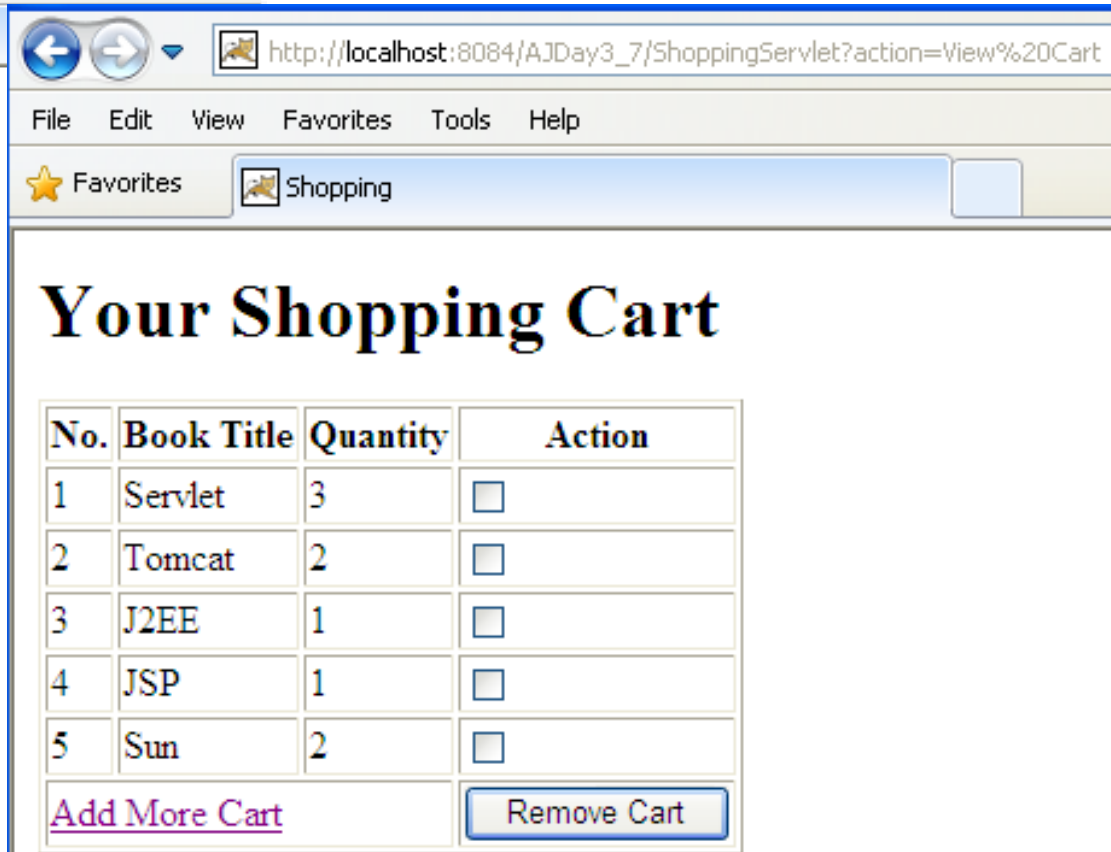 http://localhost:8084/AJDay3_7/ShoppingServlet?action=View%20Cart
File Edit View Favorites Tools Help
Favorites Shopping
Your Shopping Cart
No. Book Title Quantity Action
1 Servlet 3
2 Tomcat 2
3 J2EE 1
4 JSP 1
5 Sun 2
Add More Cart Remove Cart